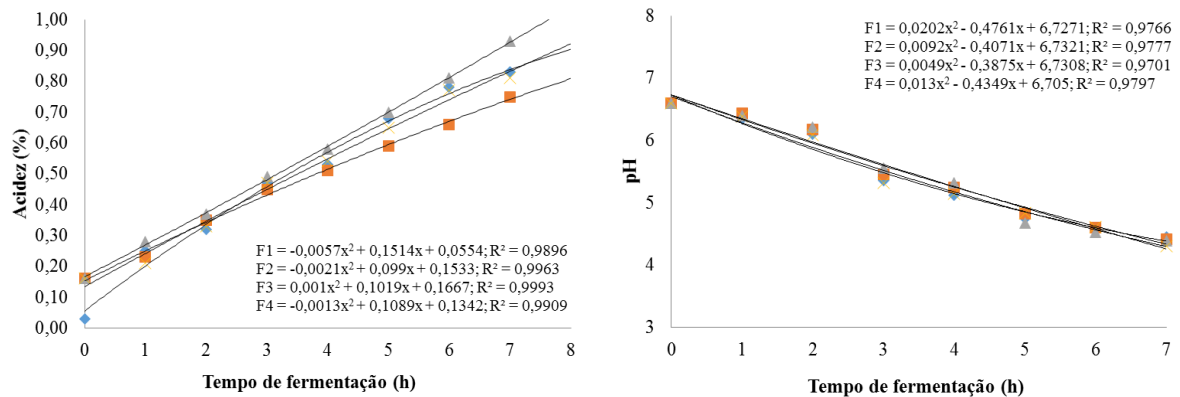 1,00
0,90
0,80
0,70
0,60
0,50
0,40
0,30
0,20
0,10
0,00
Acidez (%)
F1 = -0,0057x² + 0,1514x + 0,0554; R² = 0,9896
F2 = -0,0021x² + 0,099x + 0,1533; R² = 0,9963
F3 = 0,001x² + 0,1019x + 0,1667; R² = 0,9993
F4 = -0,0013x² + 0,1089x + 0,1342; R² = 0,9909
0 1 2 3 4 5 6 7 8
Tempo de fermentação (h)
F1 = 0,0202x² - 0,4761x + 6,7271; R² = 0,9766
F2 = 0,0092x² - 0,4071x + 6,7321; R² = 0,9777
F3 = 0,0049x² - 0,3875x + 6,7308; R² = 0,9701
F4 = 0,013x² - 0,4349x + 6,705; R² = 0,9797
8
7
6
5
4
3
pH
0 1 2 3 4 5 6 7
Tempo de fermentação (h)